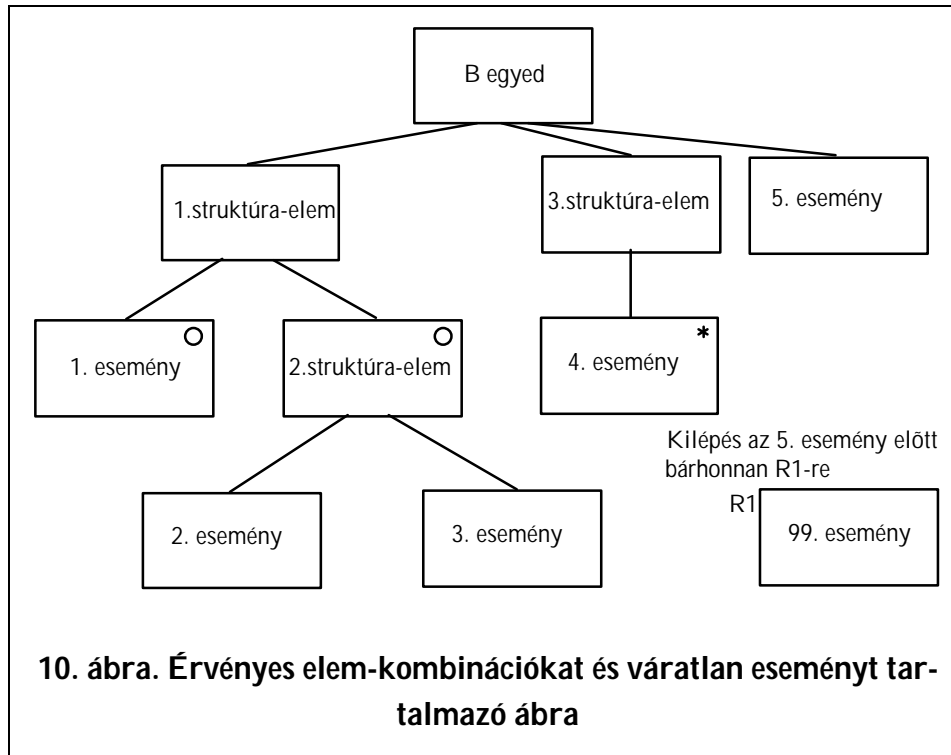 B egyed
1.struktúra-elem
3.struktúra-elem
5. esemény
1. esemény
2.struktúra-elem
4. esemény
*
Kilépés az 5. esemény elõtt
bárhonnan R1-re
R1
2. esemény
3. esemény
99. esemény
10. ábra. Érvényes elem-kombinációkat és váratlan eseményt tar-
talmazó ábra